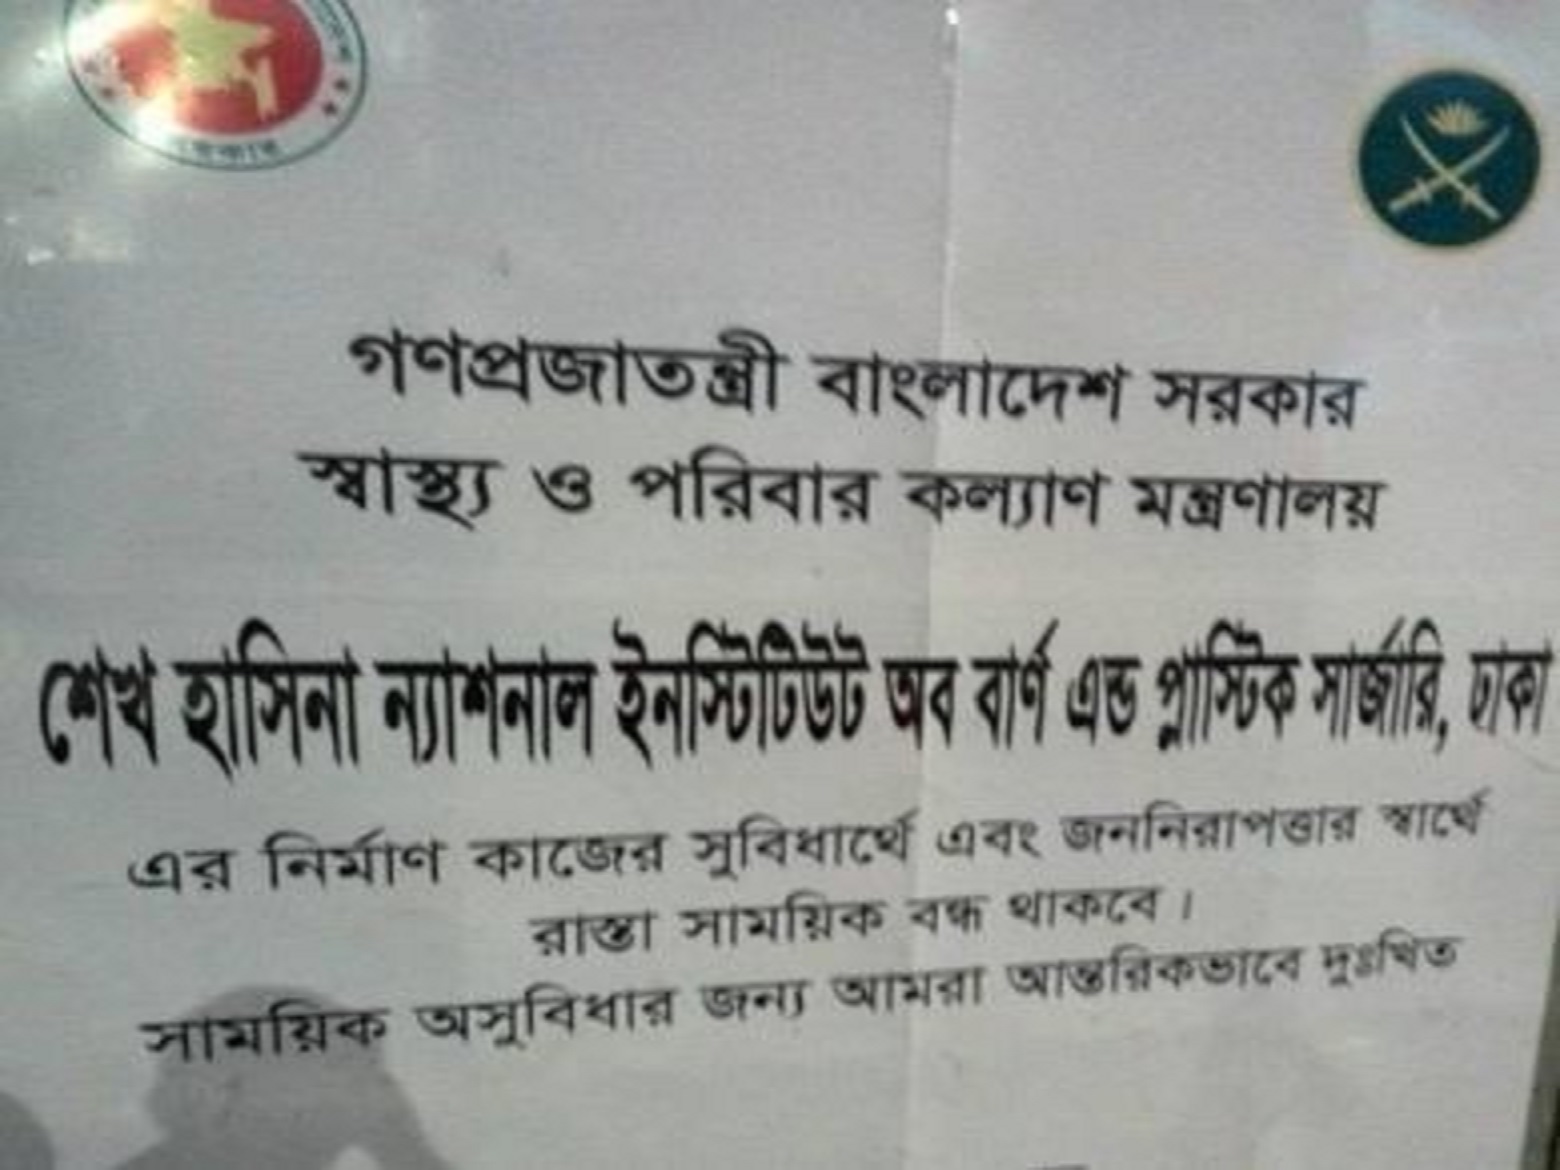 গণপ্রজাতন্ত্রী বাংলাদেশ সরকার
স্বাস্থ্য ও পরিবার কল্যাণ মন্ত্রণালয়
শেখ হাসিনা ন্যাশনাল ইনস্টিটিউট অব বার্ণ এন্ড প্লাস্টিক সার্জারি, ঢাকা
এর নির্মাণ কাজের সুবিধার্থে এবং জননিরাপত্তার স্বার্থে
রাস্তা সাময়িক বন্ধ থাকবে।
সাময়িক অসুবিধার জন্য আমরা আন্তরিকভাবে দুঃখিত